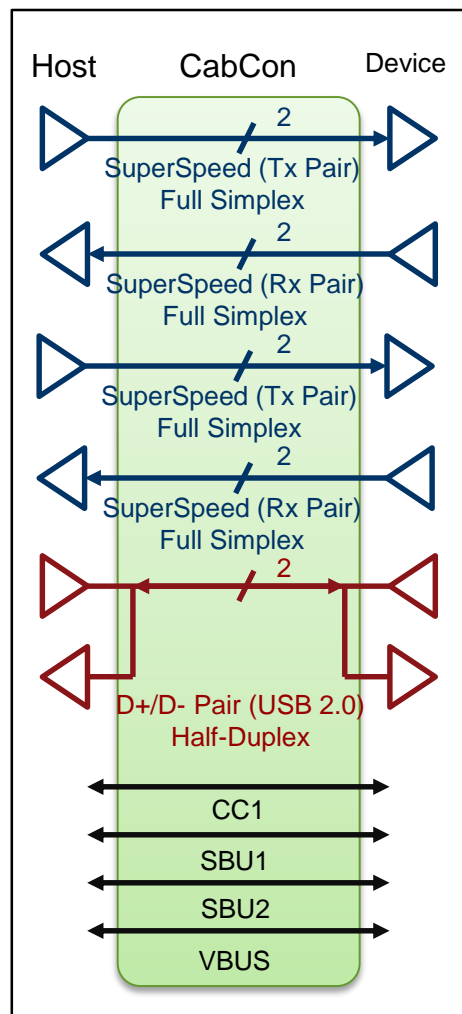 Host CabCon Device
2
SuperSpeed (Tx Pair)
Full Simplex
2
SuperSpeed (Rx Pair)
Full Simplex
2
SuperSpeed (Tx Pair)
Full Simplex
2
SuperSpeed (Rx Pair)
Full Simplex
2
D+/D- Pair (USB 2.0)
Half-Duplex
CC1
SBU1
SBU2
VBUS